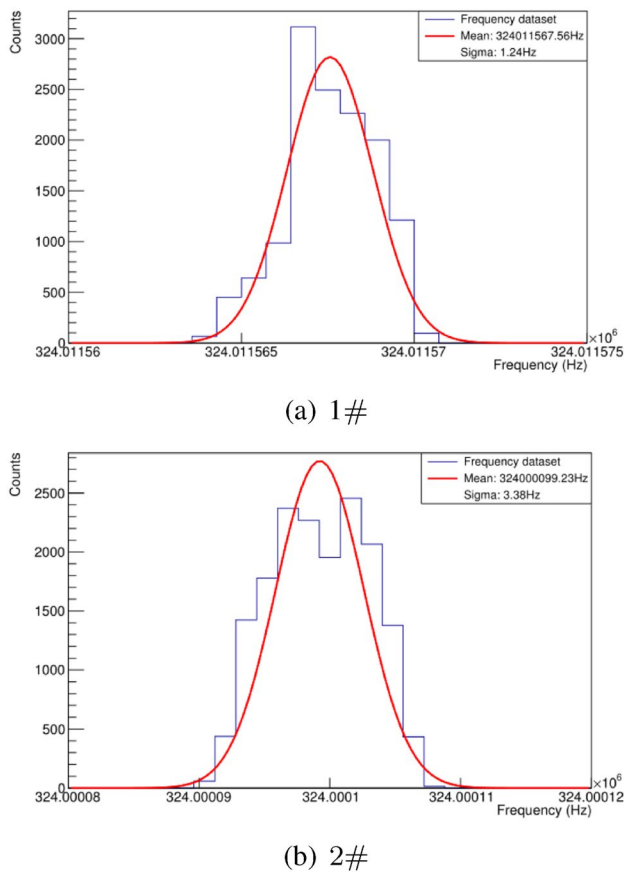 Counts
Frequency dataset
Mean: 324011567.56Hz
Sigma: 1.24Hz
3000
2500
2000
1500
1000
500
0
324.01156
324.011565
324.01157
324.011575
×10⁶
Frequency (Hz)
(a) 1#
Counts
Frequency dataset
Mean: 324000099.23Hz
Sigma: 3.38Hz
2500
2000
1500
1000
500
0
324.00008
324.00009
324.0001
324.00011
324.00012
×10⁶
Frequency (Hz)
(b) 2#